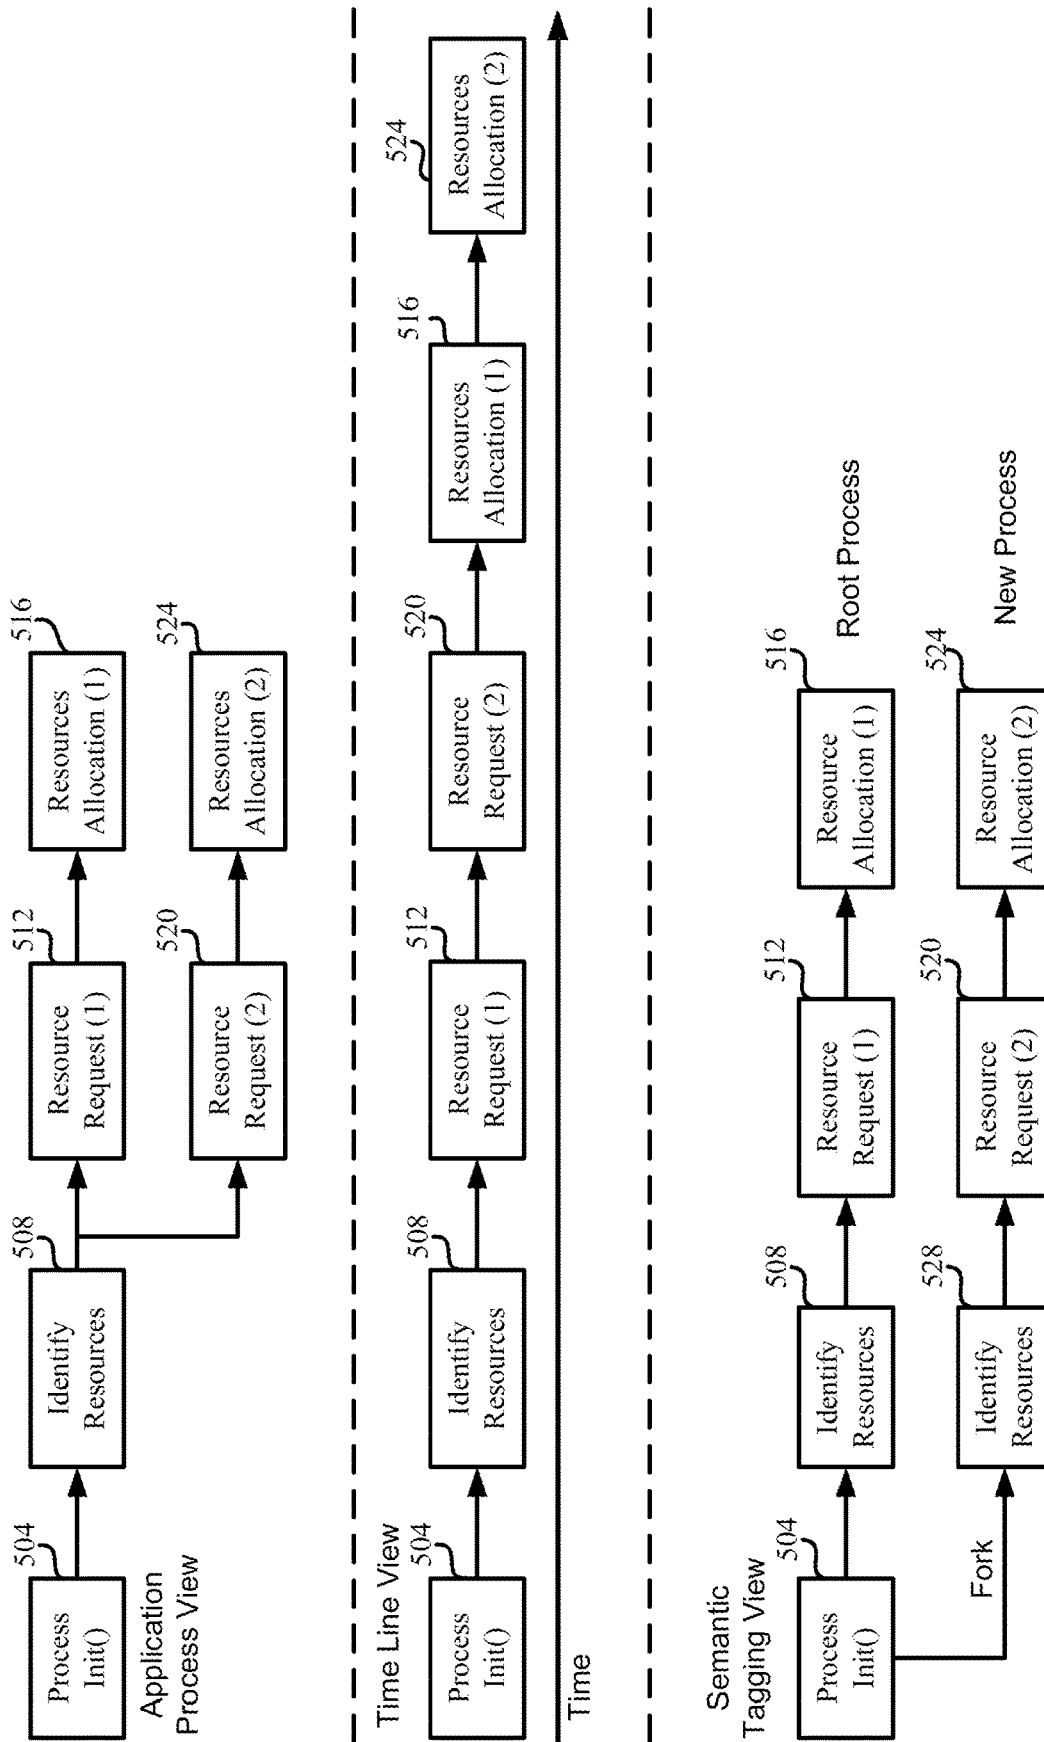 504
Process
Init()
508
Identify
Resources
512
Resource
Request (1)
516
Resources
Allocation (1)
520
Resource
Request (2)
524
Resources
Allocation (2)
Application
Process View
Time Line View
504
Process
Init()
508
Identify
Resources
512
Resource
Request (1)
520
Resource
Request (2)
516
Resources
Allocation (1)
524
Resources
Allocation (2)
Time
Semantic
Tagging View
504
Process
Init()
508
Identify
Resources
512
Resource
Request (1)
516
Resource
Allocation (1)
Root Process
Fork
528
Identify
Resources
520
Resource
Request (2)
524
Resource
Allocation (2)
New Process